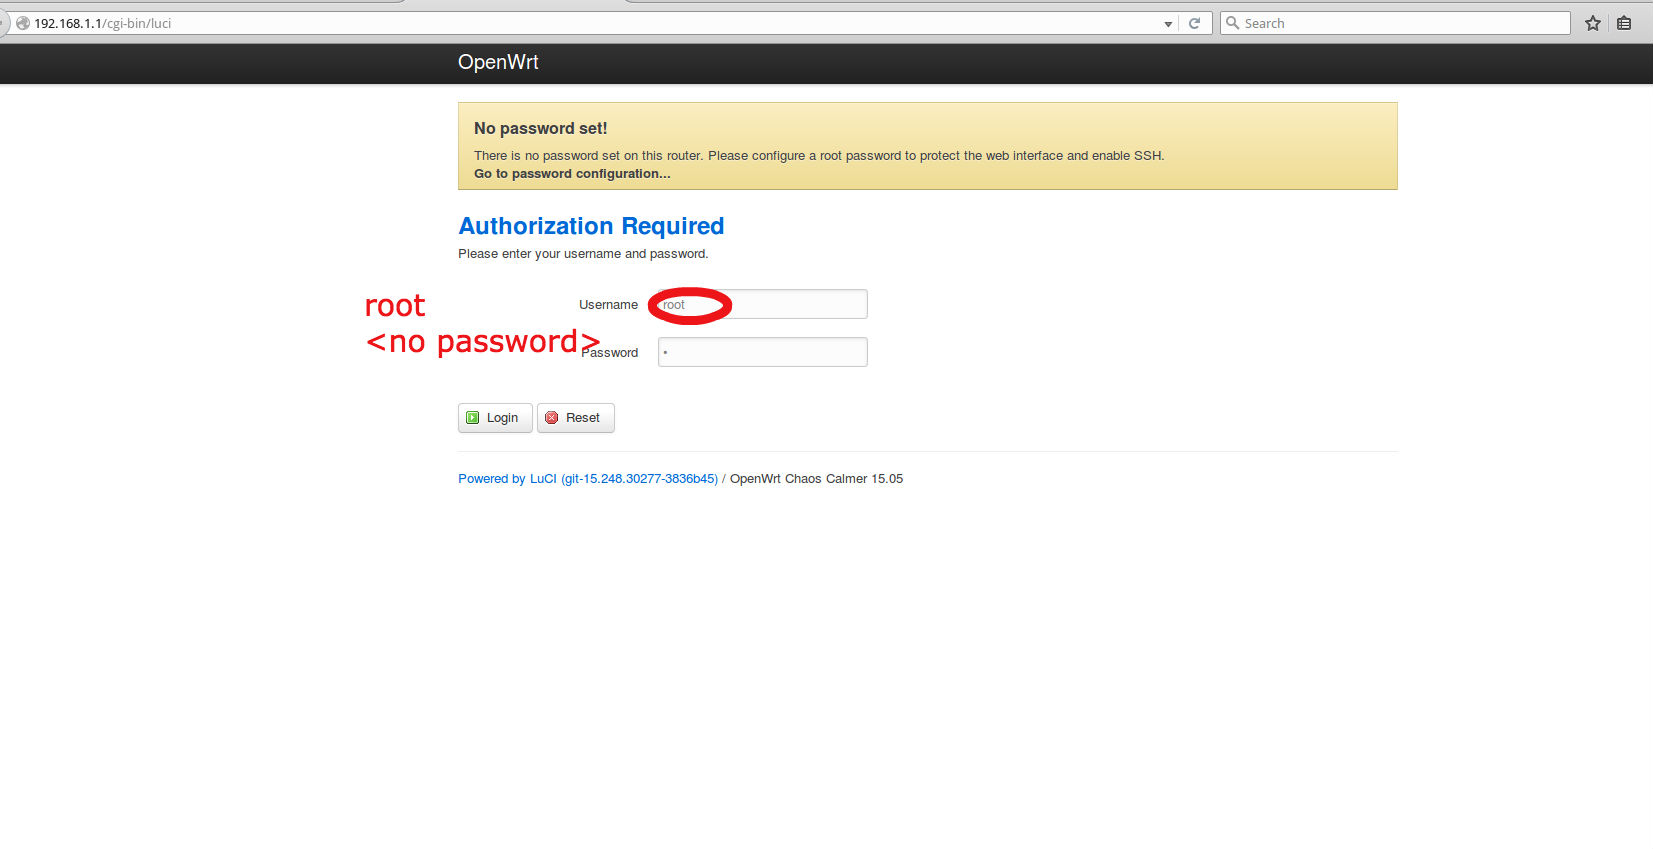 192.168.1.1/cgi-bin/luci
Search
OpenWrt
No password set!
There is no password set on this router. Please configure a root password to protect the web interface and enable SSH.
Go to password configuration...
Authorization Required
Please enter your username and password.
root
Username
root
<no password>
Password
Login
Reset
Powered by LuCI (git-15.248.30277-3836b45) / OpenWrt Chaos Calmer 15.05